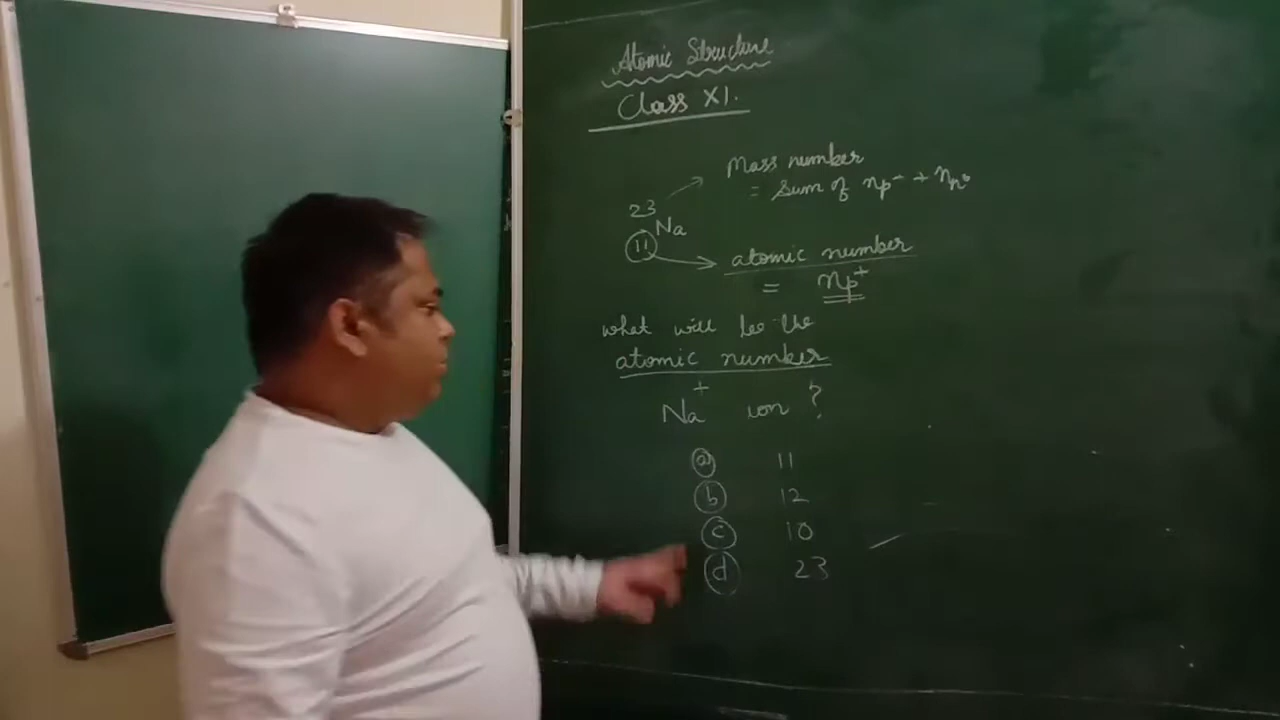 Atomic Structure
Class XI.
Mass number
= Sum of np⁻ + nn⁰
23
Na
11
atomic number
= np⁺
what will be the
atomic number
Na⁺ ion ?
a 11
b 12
c 10
d 23